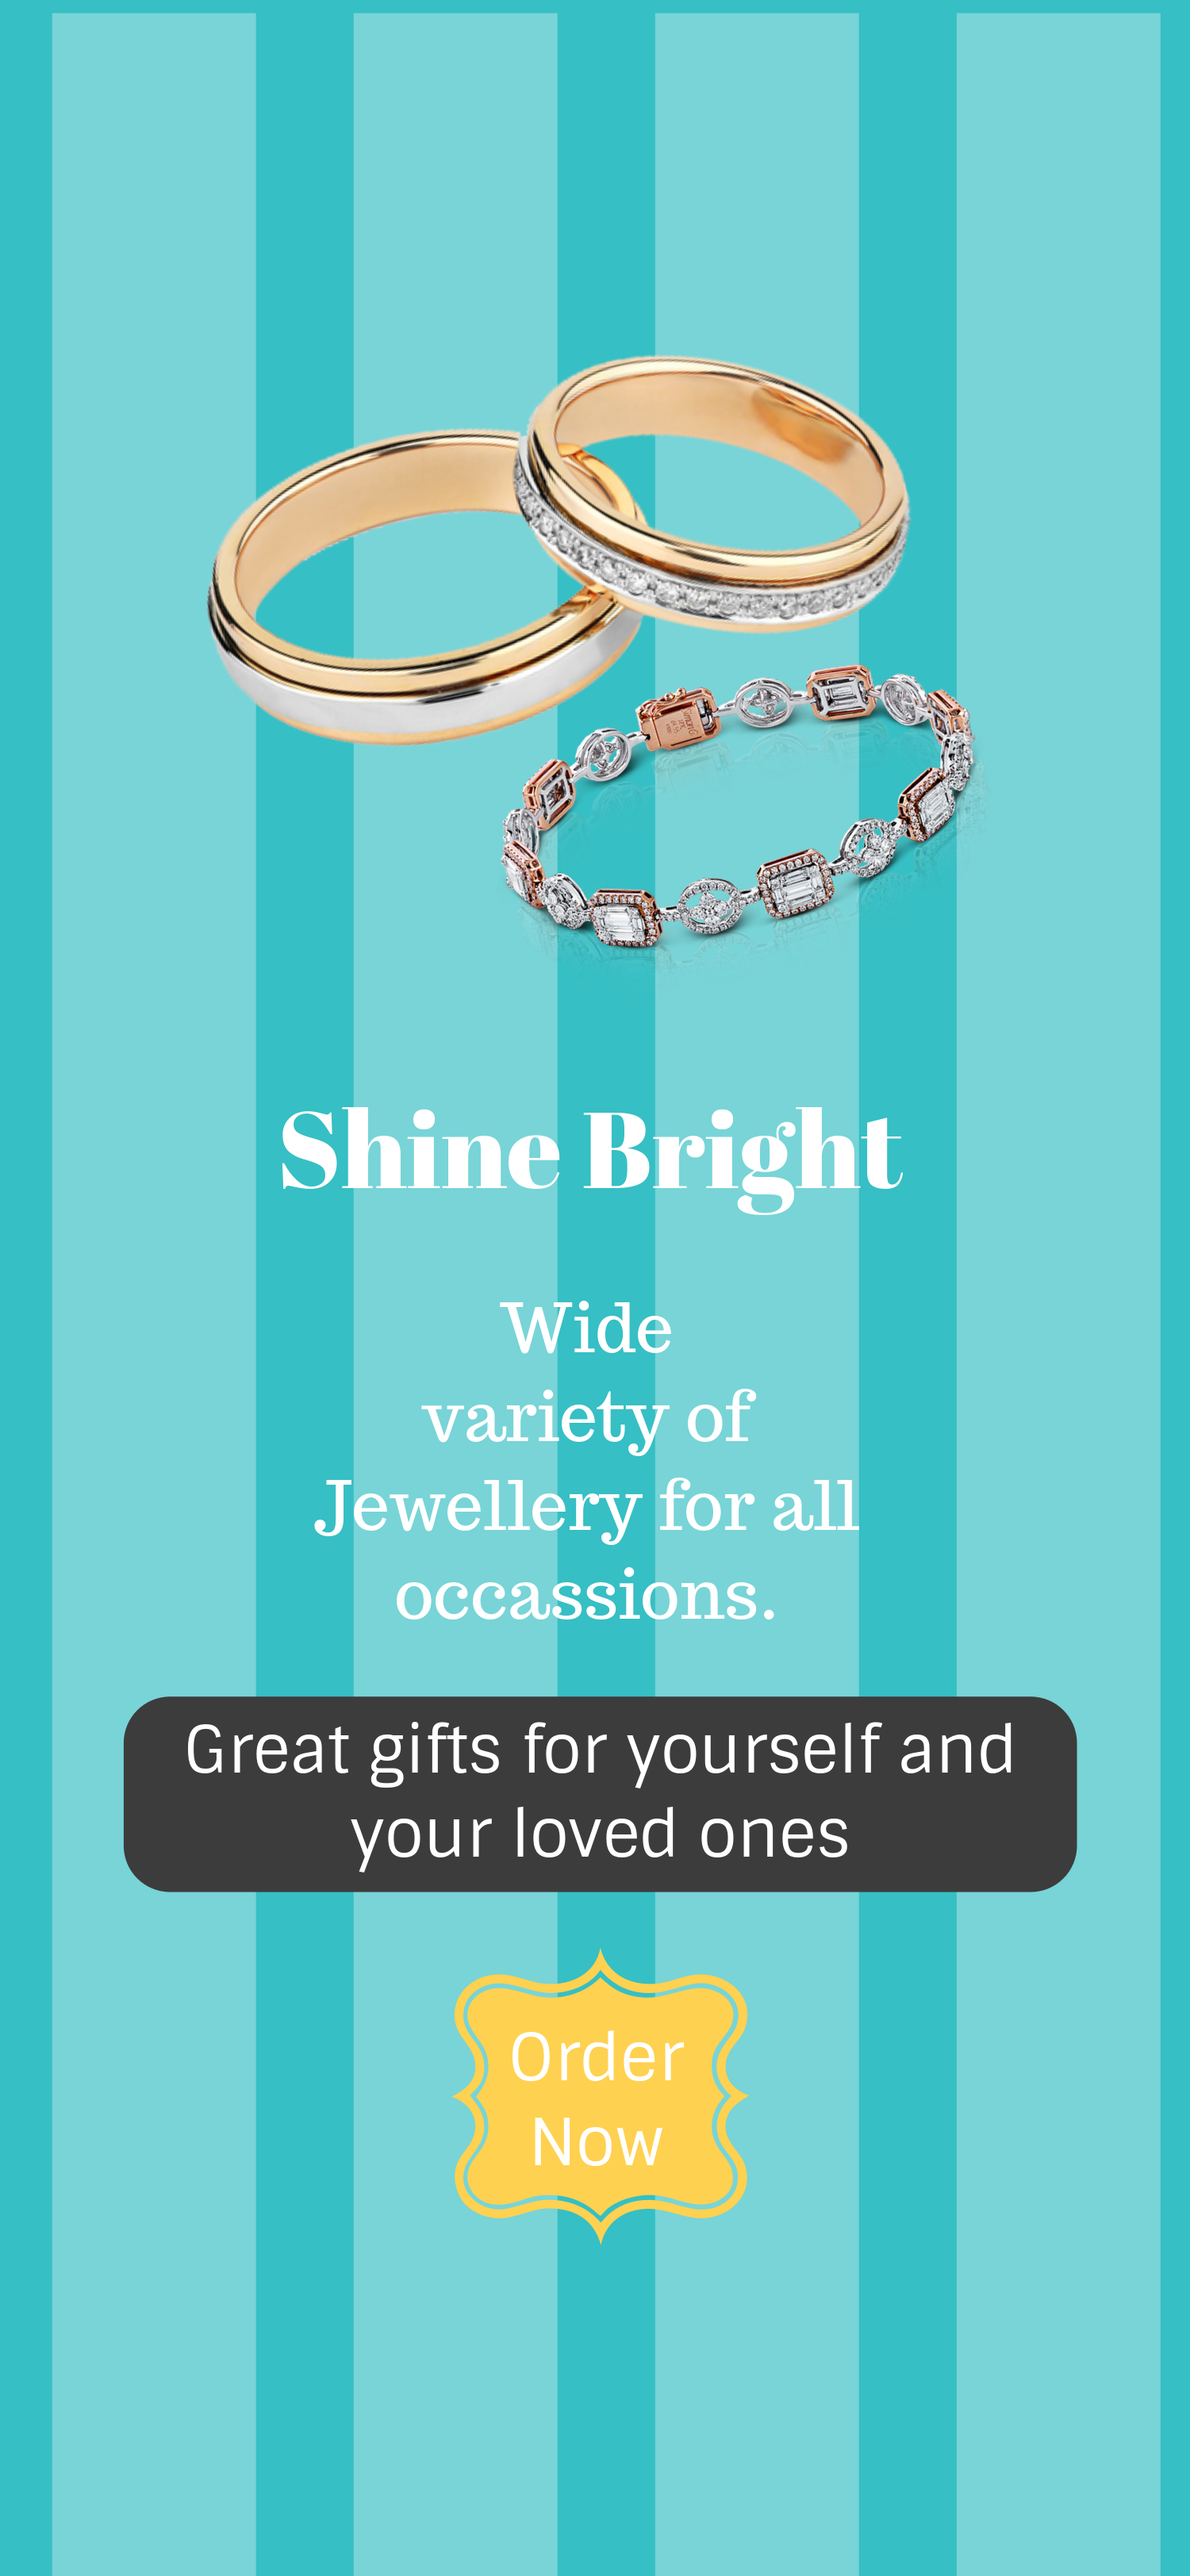 Shine Bright
Wide
variety of
Jewellery for all
occassions.
Great gifts for yourself and
your loved ones
Order
Now